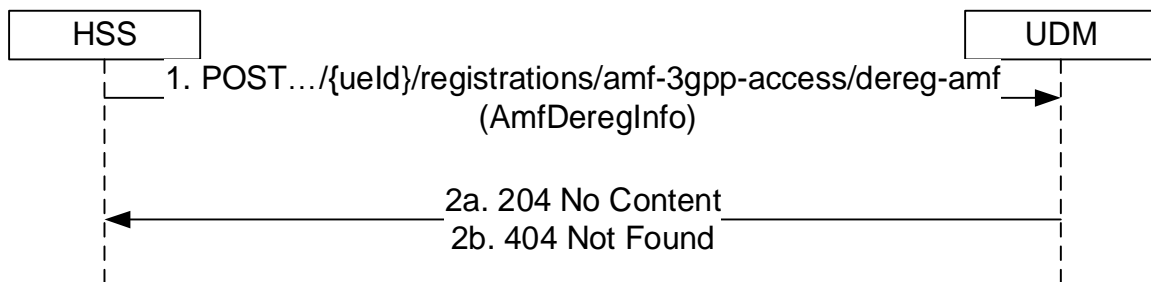 HSS
UDM
1. POST…/{ueId}/registrations/amf-3gpp-access/dereg-amf
(AmfDeregInfo)
2a. 204 No Content
2b. 404 Not Found